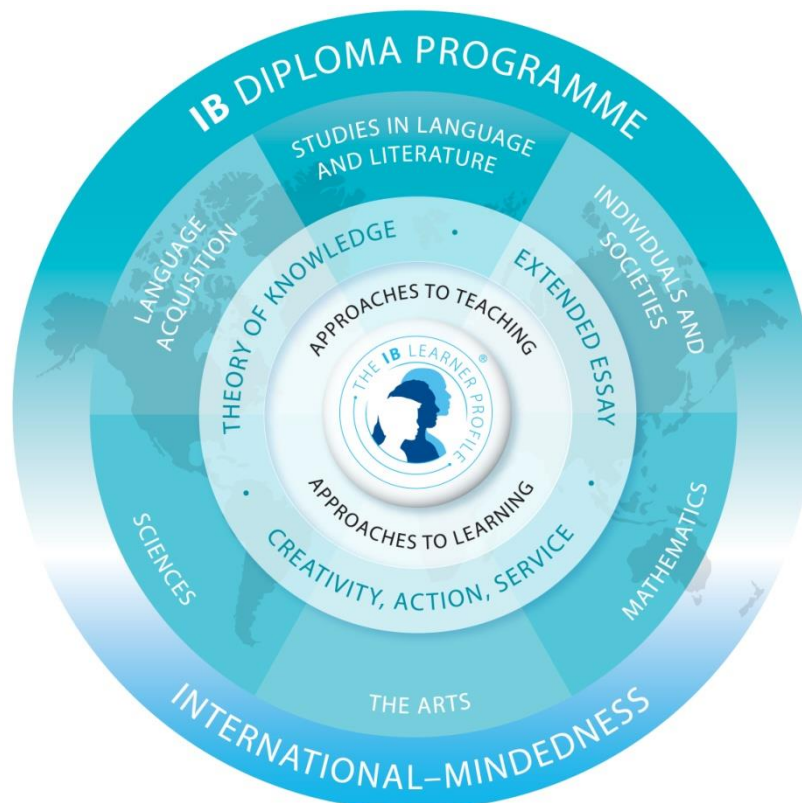 IB DIPLOMA PROGRAMME
STUDIES IN LANGUAGE
AND LITERATURE
LANGUAGE
ACQUISITION
INDIVIDUALS AND
SOCIETIES
THEORY OF KNOWLEDGE
EXTENDED ESSAY
APPROACHES TO TEACHING
THE IB LEARNER PROFILE
®
APPROACHES TO LEARNING
CREATIVITY, ACTION, SERVICE
SCIENCES
MATHEMATICS
THE ARTS
INTERNATIONAL–MINDEDNESS